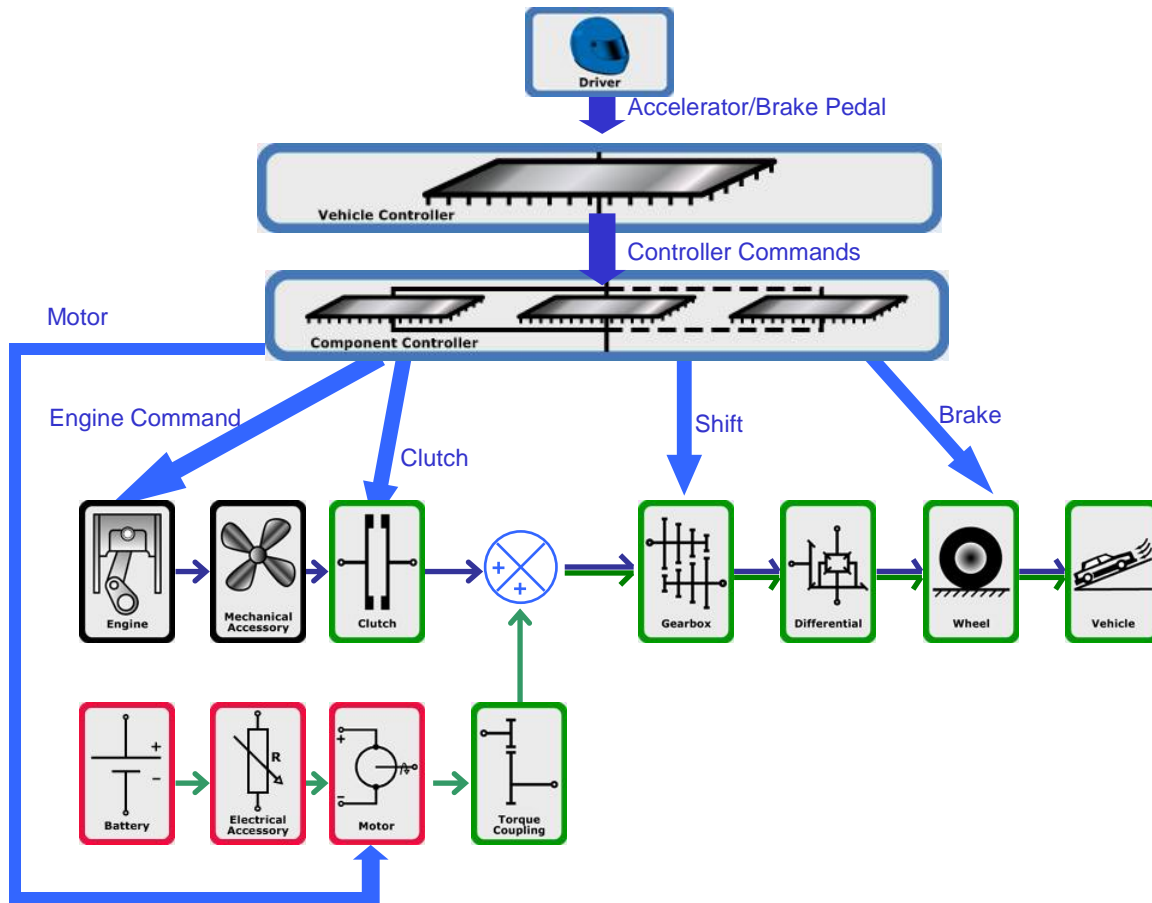 Driver
Accelerator/Brake Pedal
Vehicle Controller
Controller Commands
Motor
Component Controller
Engine Command
Clutch
Shift
Brake
Engine
Mechanical
Accessory
Clutch
+
+
Gearbox
Differential
Wheel
Vehicle
+
−
Battery
R
Electrical
Accessory
+
−
Motor
Torque
Coupling